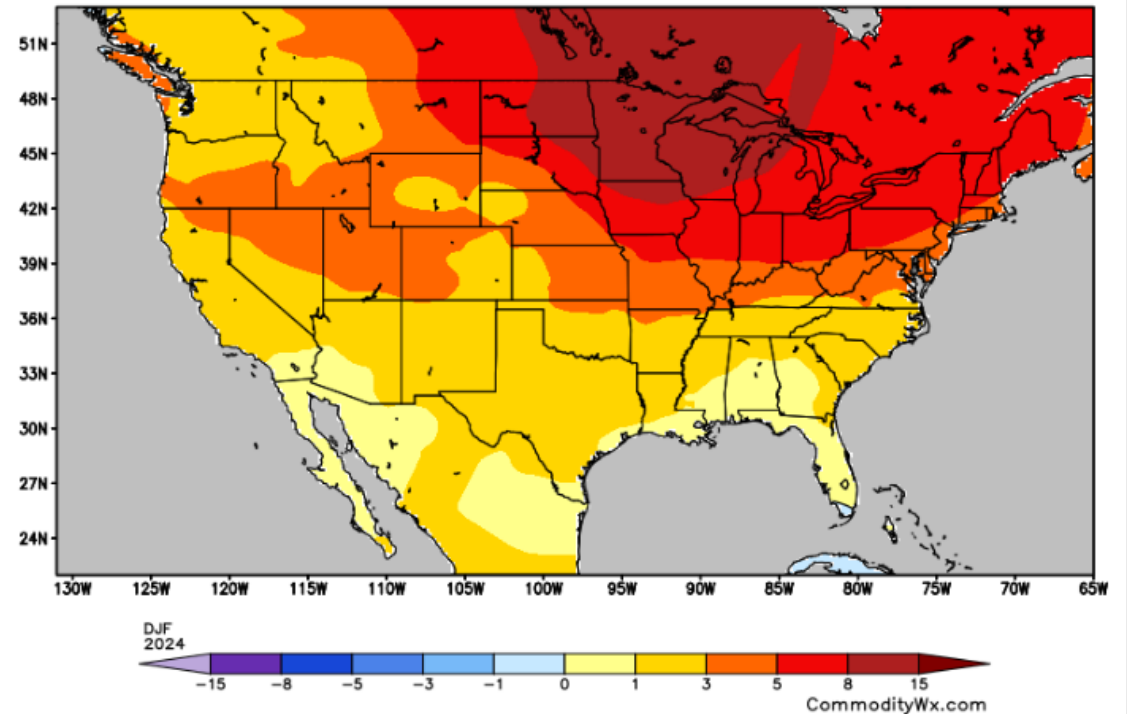 51N
48N
45N
42N
39N
36N
33N
30N
27N
24N
130W 125W 120W 115W 110W 105W 100W 95W 90W 85W 80W 75W 70W 65W
DJF
2024
−15 −8 −5 −3 −1 0 1 3 5 8 15
CommodityWx.com